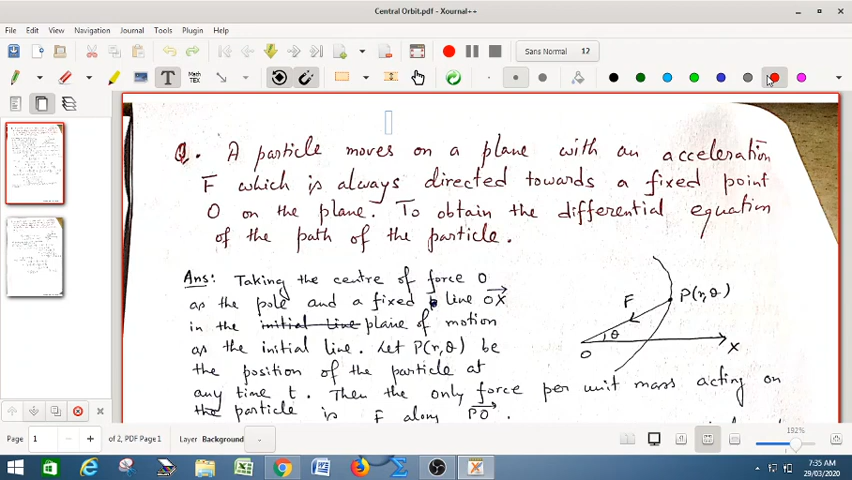 Central Orbit.pdf - Xournal++
File Edit View Navigation Journal Tools Plugin Help
Sans Normal 12
T MATH TEX
Q. A particle moves on a plane with an acceleration
F which is always directed towards a fixed point
O on the plane. To obtain the differential equation
of the path of the particle.
Ans: Taking the centre of force O
as the pole and a fixed line OX
in the initial line plane of motion
as the initial line. Let P(r,θ) be
the position of the particle at
any time t. Then the only force per unit mass acting on
the particle is F along PO.
F
P(r,θ)
θ
O
X
Page 1 of 2, PDF Page1 Layer Background
192%
7:35 AM
29/03/2020